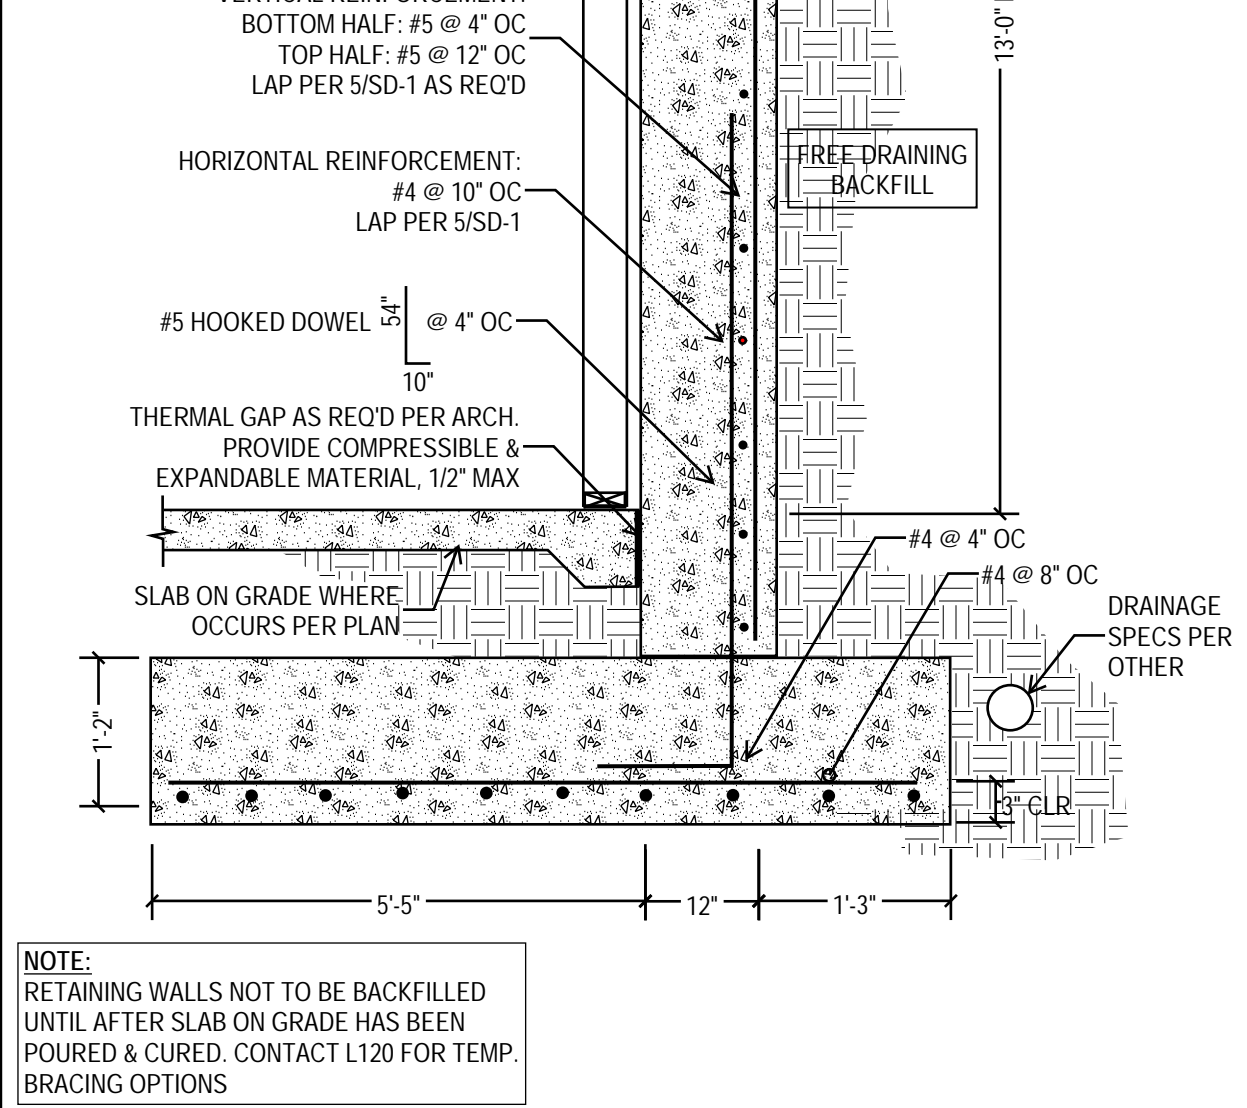 VERTICAL REINFORCEMENT:
BOTTOM HALF: #5 @ 4" OC
TOP HALF: #5 @ 12" OC
LAP PER 5/SD-1 AS REQ'D
13'-0"
FREE DRAINING
BACKFILL
HORIZONTAL REINFORCEMENT:
#4 @ 10" OC
LAP PER 5/SD-1
#5 HOOKED DOWEL 54" @ 4" OC
10"
THERMAL GAP AS REQ'D PER ARCH.
PROVIDE COMPRESSIBLE &
EXPANDABLE MATERIAL, 1/2" MAX
#4 @ 4" OC
#4 @ 8" OC
SLAB ON GRADE WHERE
OCCURS PER PLAN
DRAINAGE
SPECS PER
OTHER
1'-2"
3" CLR
5'-5"
12"
1'-3"
NOTE:
RETAINING WALLS NOT TO BE BACKFILLED
UNTIL AFTER SLAB ON GRADE HAS BEEN
POURED & CURED. CONTACT L120 FOR TEMP.
BRACING OPTIONS